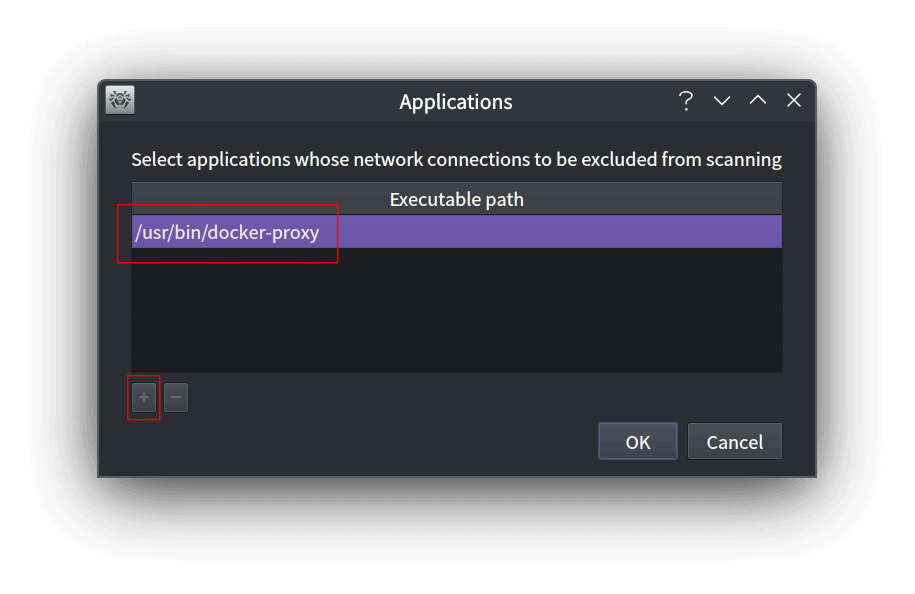 Applications
Select applications whose network connections to be excluded from scanning
Executable path
/usr/bin/docker-proxy
+ −
OK Cancel